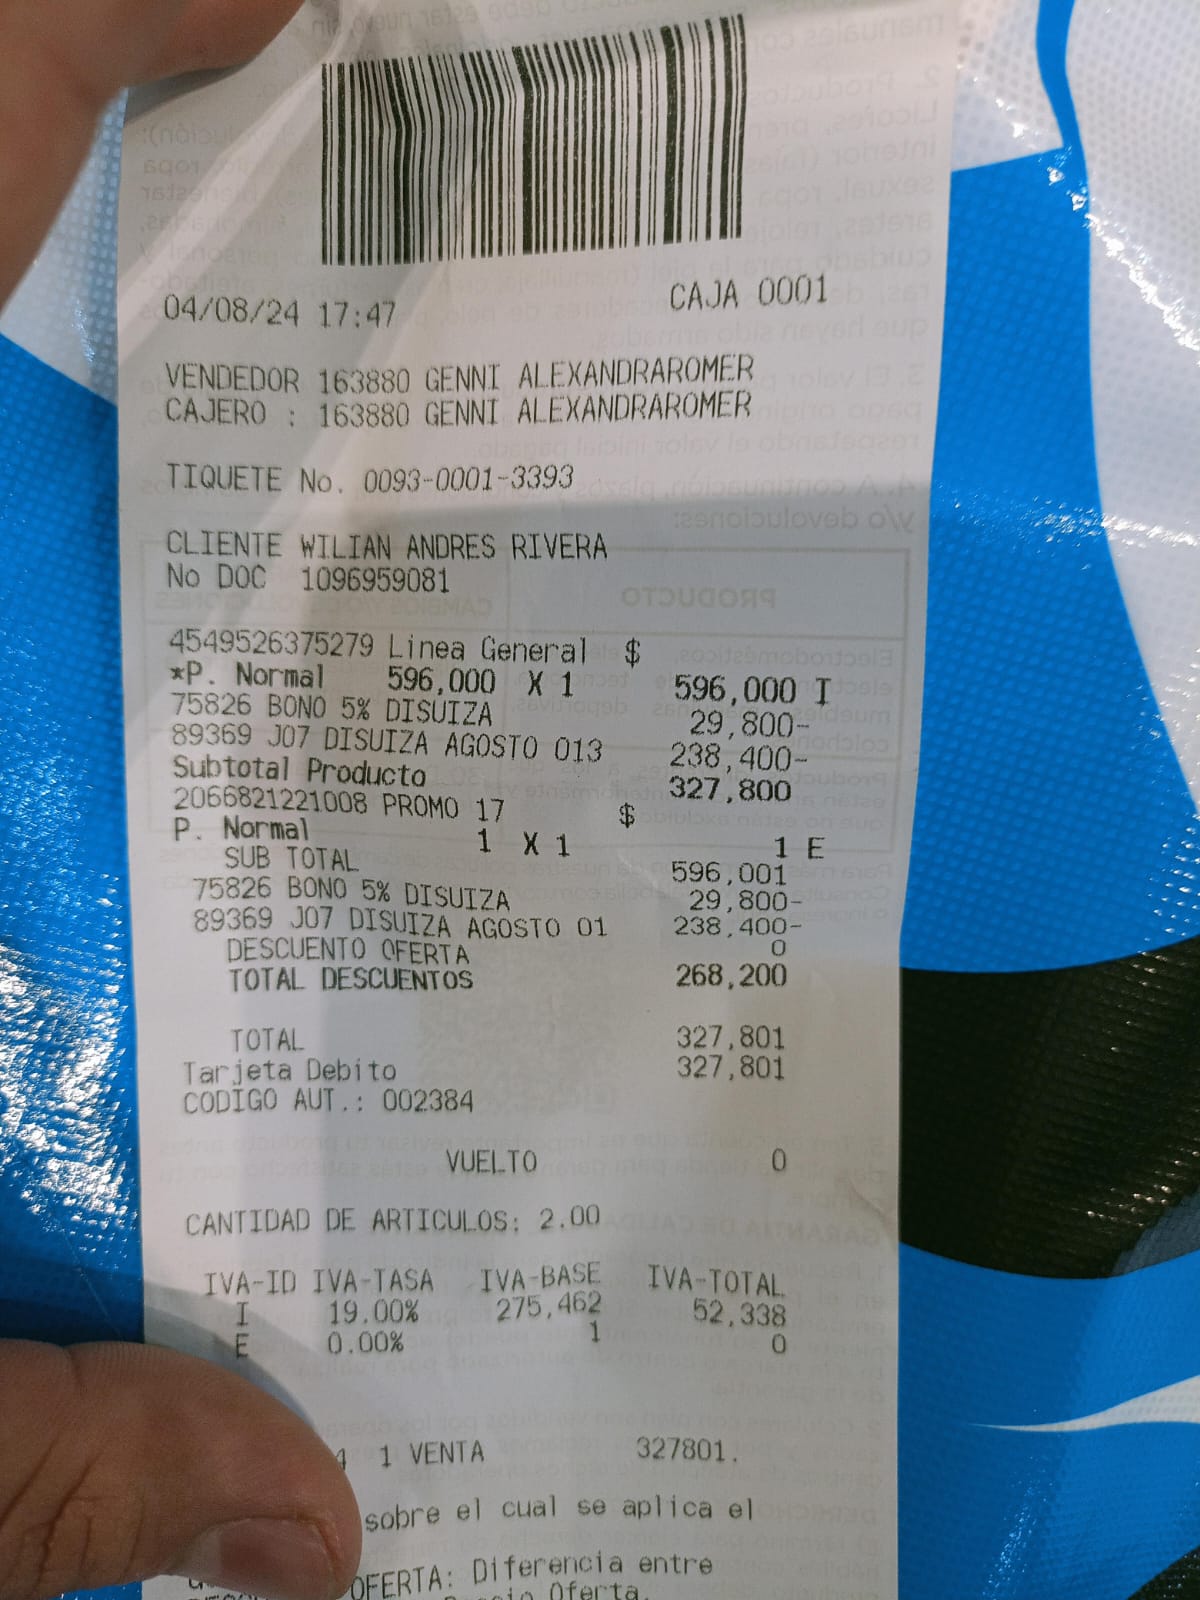 04/08/24 17:47 CAJA 0001
VENDEDOR 163880 GENNI ALEXANDRAROMER
CAJERO : 163880 GENNI ALEXANDRAROMER
TIQUETE No. 0093-0001-3393
CLIENTE WILIAN ANDRES RIVERA
No DOC 1096959081
4549526375279 Linea General $
*P. Normal 596,000 X 1 596,000 I
75826 BONO 5% DISUIZA 29,800-
89369 J07 DISUIZA AGOSTO 013 238,400-
Subtotal Producto 327,800
2066821221008 PROMO 17 $
P. Normal 1 X 1 1 E
SUB TOTAL 596,001
75826 BONO 5% DISUIZA 29,800-
89369 J07 DISUIZA AGOSTO 01 238,400-
DESCUENTO OFERTA 0
TOTAL DESCUENTOS 268,200
TOTAL 327,801
Tarjeta Debito 327,801
CODIGO AUT.: 002384
VUELTO 0
CANTIDAD DE ARTICULOS: 2.00
IVA-ID IVA-TASA IVA-BASE IVA-TOTAL
I 19.00% 275,462 52,338
E 0.00% 1 0
1 VENTA 327801.
sobre el cual se aplica el
OFERTA: Diferencia entre
Oferta.